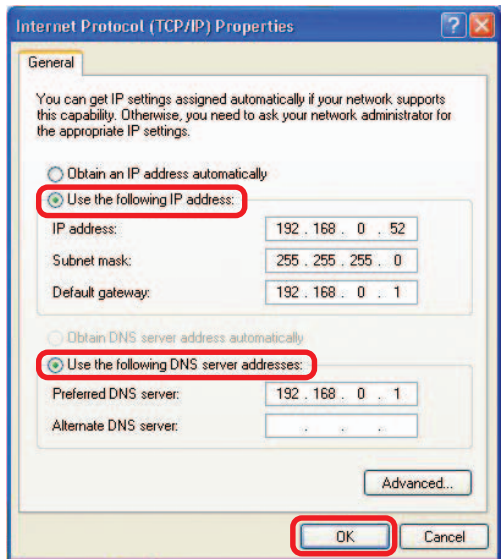 Internet Protocol (TCP/IP) Properties
General
You can get IP settings assigned automatically if your network supports
this capability. Otherwise, you need to ask your network administrator for
the appropriate IP settings.
Obtain an IP address automatically
Use the following IP address:
IP address: 192 . 168 . 0 . 52
Subnet mask: 255 . 255 . 255 . 0
Default gateway: 192 . 168 . 0 . 1
Obtain DNS server address automatically
Use the following DNS server addresses:
Preferred DNS server: 192 . 168 . 0 . 1
Alternate DNS server: . . .
Advanced...
OK Cancel